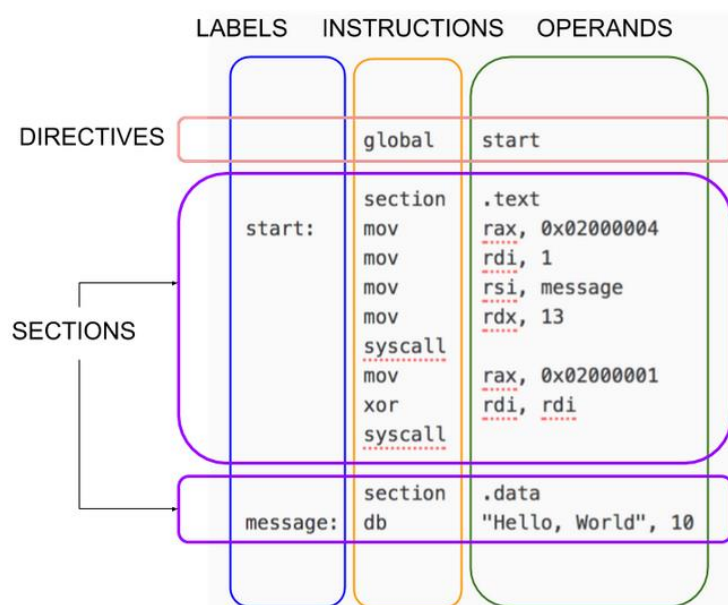 LABELS INSTRUCTIONS OPERANDS
DIRECTIVES global start
section .text
start: mov rax, 0x02000004
mov rdi, 1
mov rsi, message
SECTIONS mov rdx, 13
syscall
mov rax, 0x02000001
xor rdi, rdi
syscall
section .data
message: db "Hello, World", 10